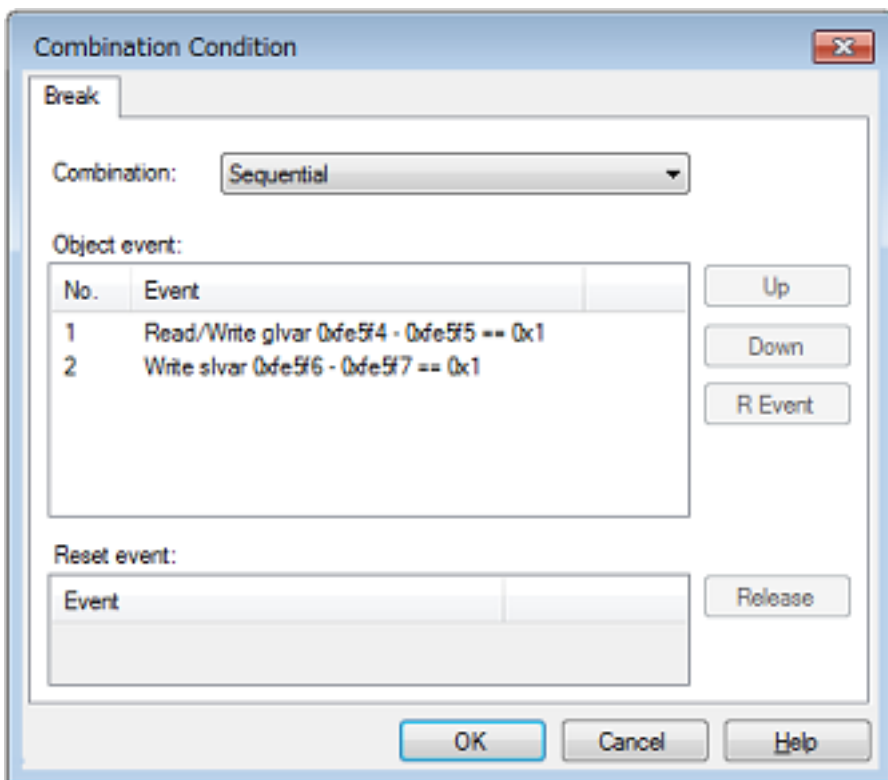 Combination Condition
Break
Combination: Sequential
Object event:
No. Event
1 Read/Write glvar 0xfe5f4 - 0xfe5f5 == 0x1
2 Write slvar 0xfe5f6 - 0xfe5f7 == 0x1
Up
Down
R Event
Reset event:
Event
Release
OK Cancel Help